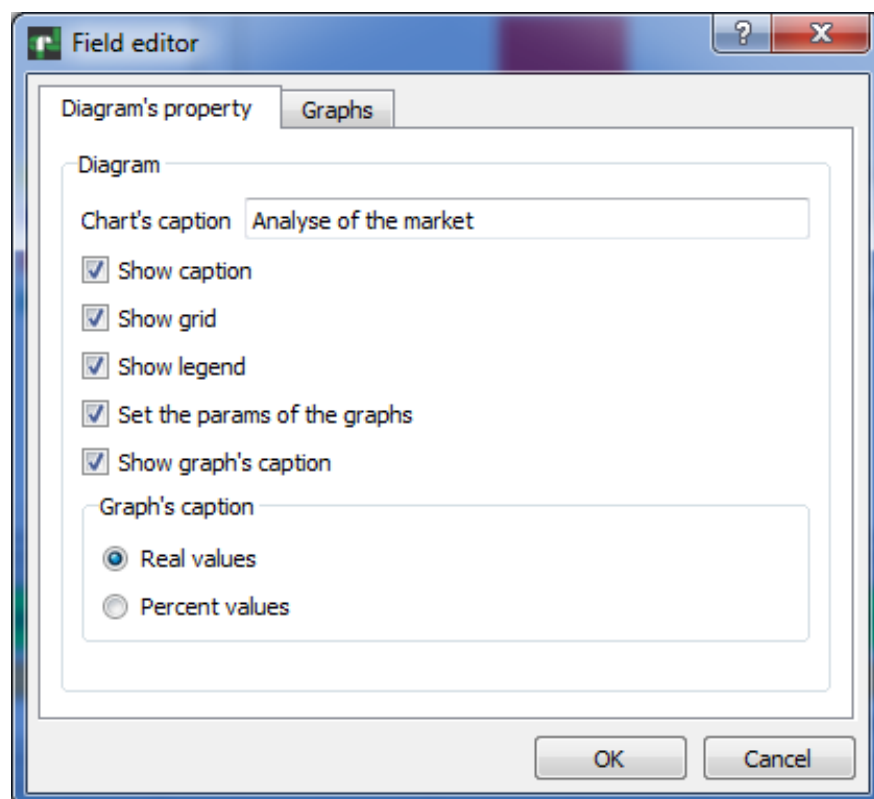 Field editor
Diagram's property Graphs
Diagram
Chart's caption Analyse of the market
Show caption
Show grid
Show legend
Set the params of the graphs
Show graph's caption
Graph's caption
Real values
Percent values
OK Cancel